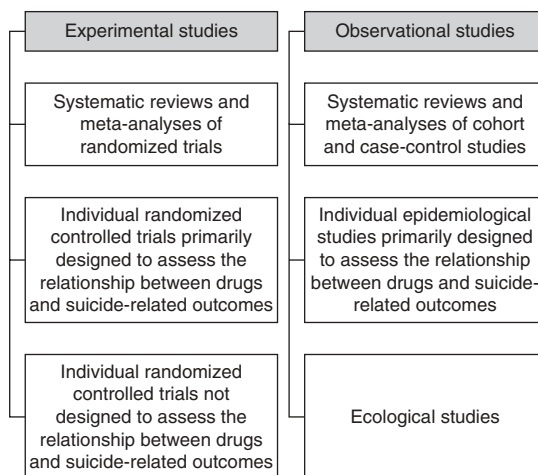 Experimental studies
Systematic reviews and
meta-analyses of
randomized trials
Individual randomized
controlled trials primarily
designed to assess the
relationship between drugs
and suicide-related outcomes
Individual randomized
controlled trials not
designed to assess the
relationship between drugs
and suicide-related outcomes
Observational studies
Systematic reviews and
meta-analyses of cohort
and case-control studies
Individual epidemiological
studies primarily designed
to assess the relationship
between drugs and suicide-
related outcomes
Ecological studies